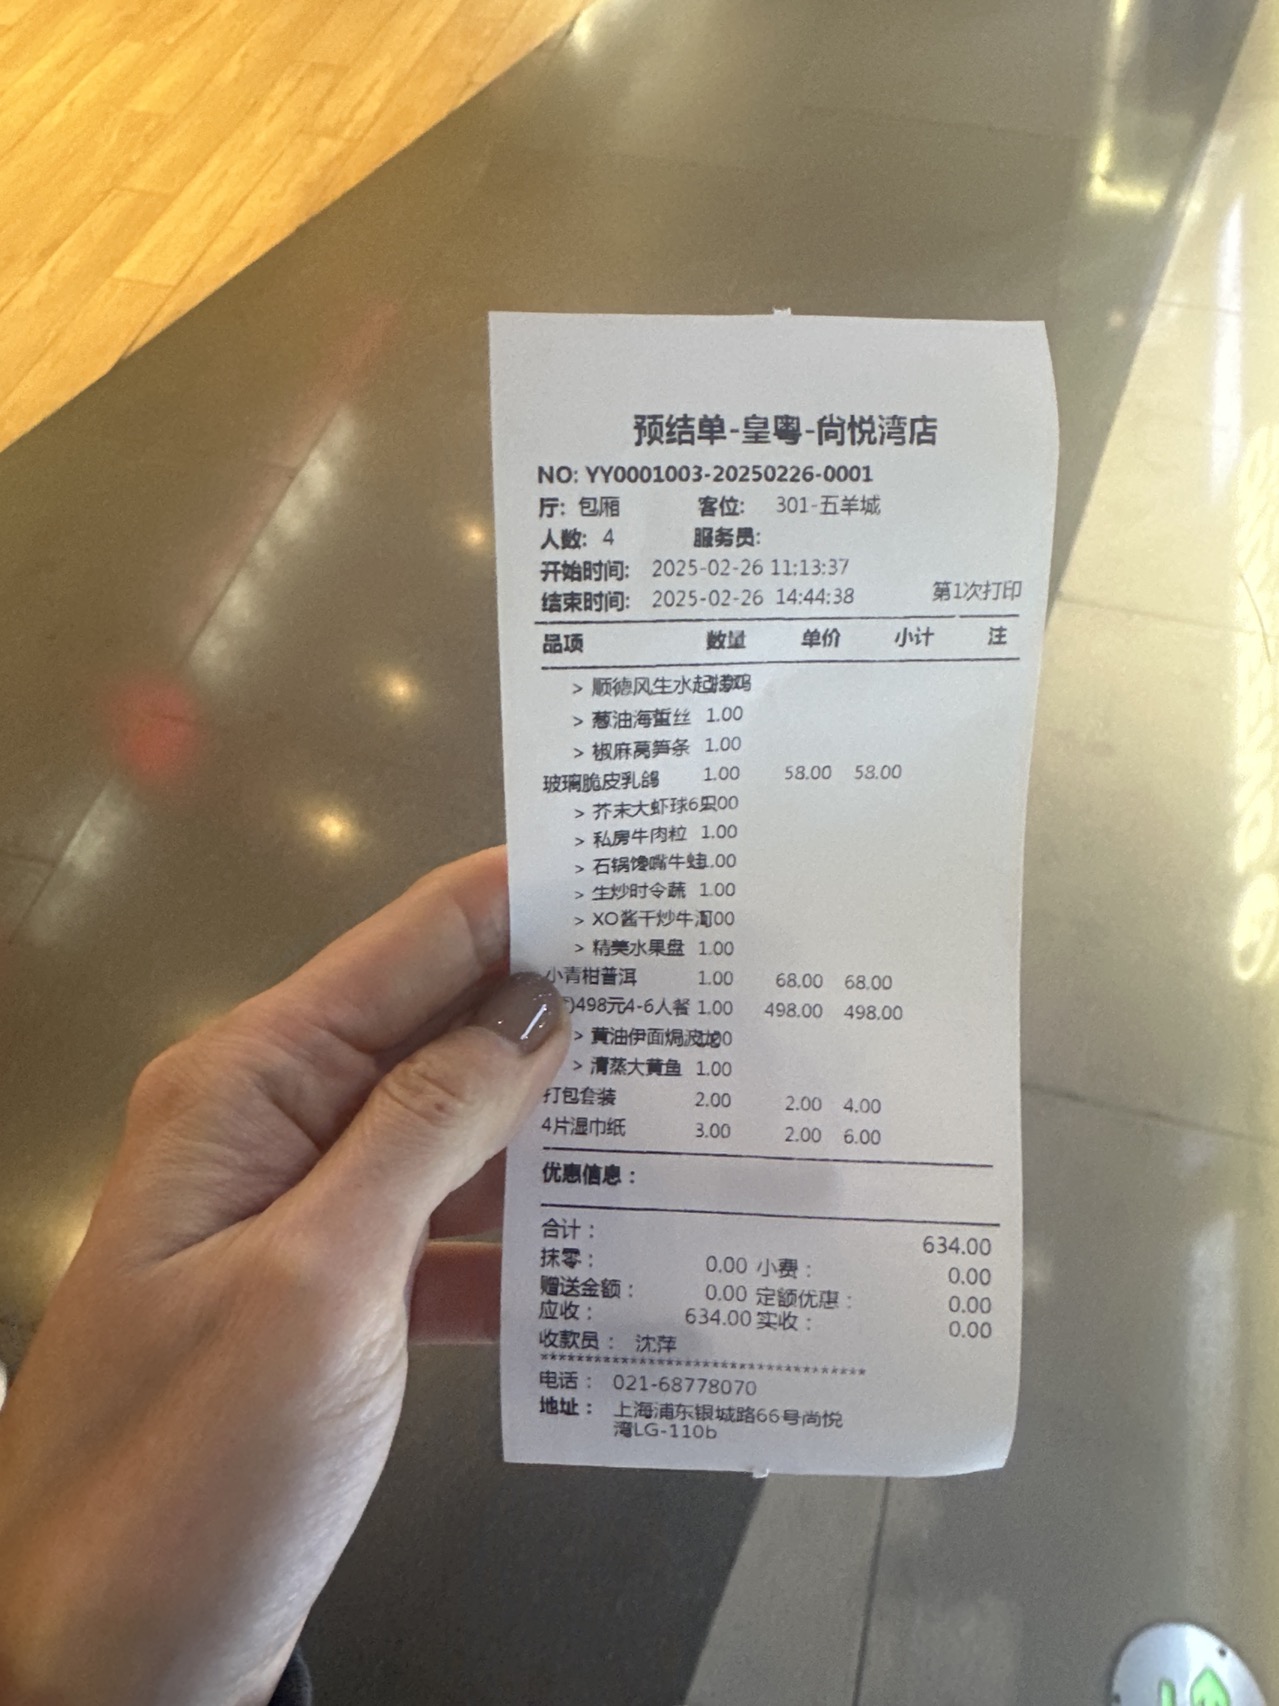 预结单-皇粤-尚悦湾店
NO: YY0001003-20250226-0001
厅: 包厢 客位: 301-五羊城
人数: 4 服务员:
开始时间: 2025-02-26 11:13:37
结束时间: 2025-02-26 14:44:38 第1次打印
品项 数量 单价 小计 注
> 顺德风生水起捞鸡
> 葱油海蜇丝 1.00
> 椒麻莴笋条 1.00
玻璃脆皮乳鸽 1.00 58.00 58.00
> 芥末大虾球6只 .00
> 私房牛肉粒 1.00
> 石锅馋嘴牛蛙 1.00
> 生炒时令蔬 1.00
> XO酱干炒牛河 .00
> 精美水果盘 1.00
小青柑普洱 1.00 68.00 68.00
)498元4-6人餐 1.00 498.00 498.00
> 黄油伊面焗波龙 .00
> 清蒸大黄鱼 1.00
打包套装 2.00 2.00 4.00
4片湿巾纸 3.00 2.00 6.00
优惠信息：
合计： 634.00
抹零： 0.00 小费： 0.00
赠送金额： 0.00 定额优惠： 0.00
应收： 634.00 实收： 0.00
收款员： 沈萍
************************************
电话： 021-68778070
地址： 上海浦东银城路66号尚悦
湾LG-110b